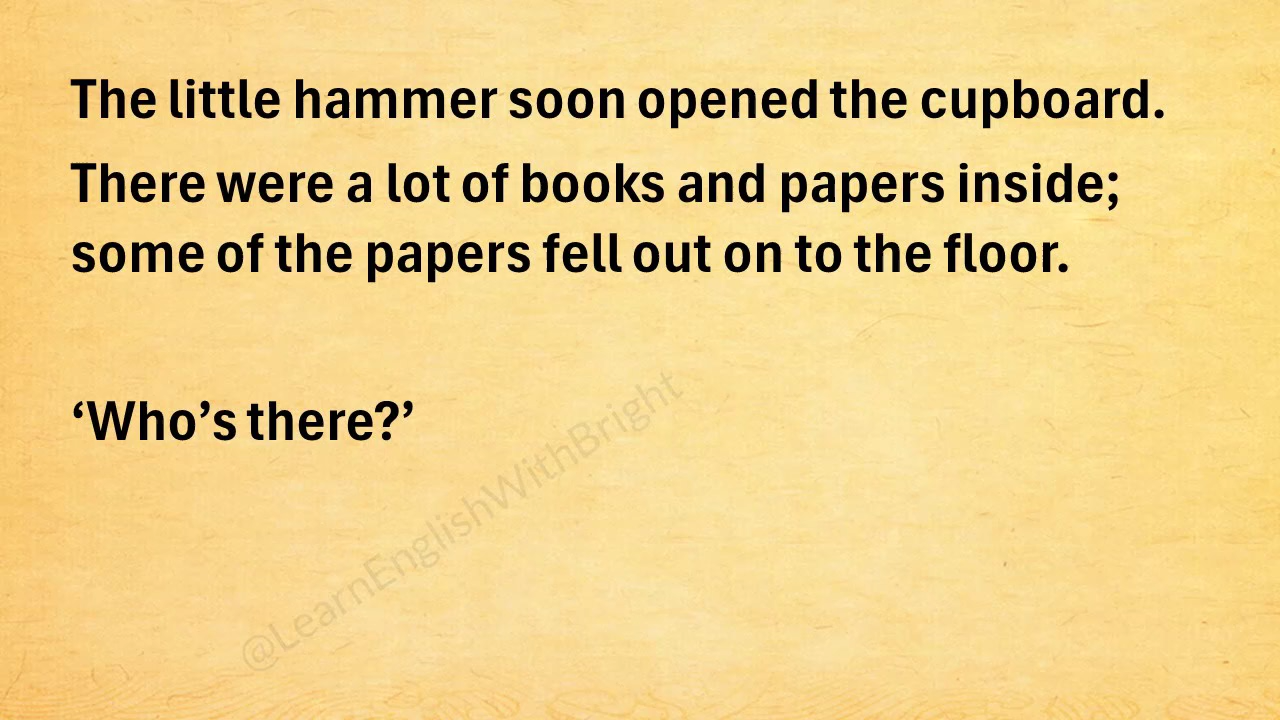 The little hammer soon opened the cupboard.
There were a lot of books and papers inside;
some of the papers fell out on to the floor.
‘Who’s there?’
@LearnEnglishWithBright